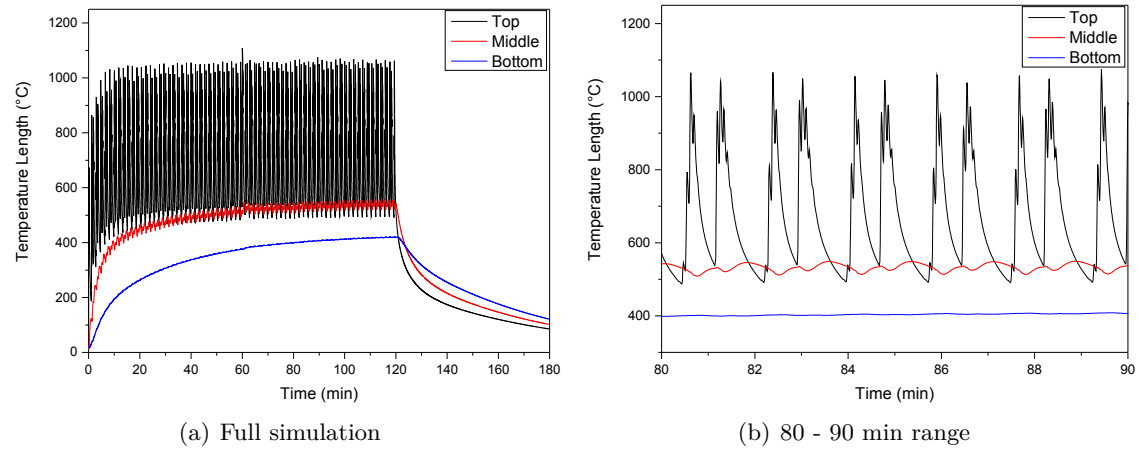 1200
1000
800
600
400
200
0
Temperature Length (°C)
0 20 40 60 80 100 120 140 160 180
Time (min)
Top
Middle
Bottom
(a) Full simulation
1200
1000
800
600
400
Temperature Length (°C)
80 82 84 86 88 90
Time (min)
Top
Middle
Bottom
(b) 80 - 90 min range